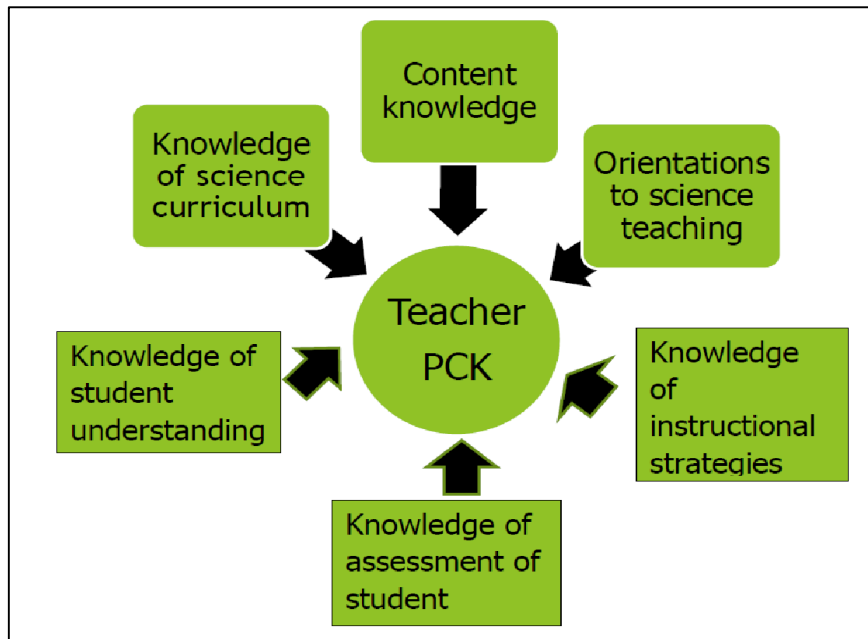 Content
knowledge
Knowledge
of science
curriculum
Orientations
to science
teaching
Teacher
PCK
Knowledge of
student
understanding
Knowledge
of
instructional
strategies
Knowledge of
assessment of
student